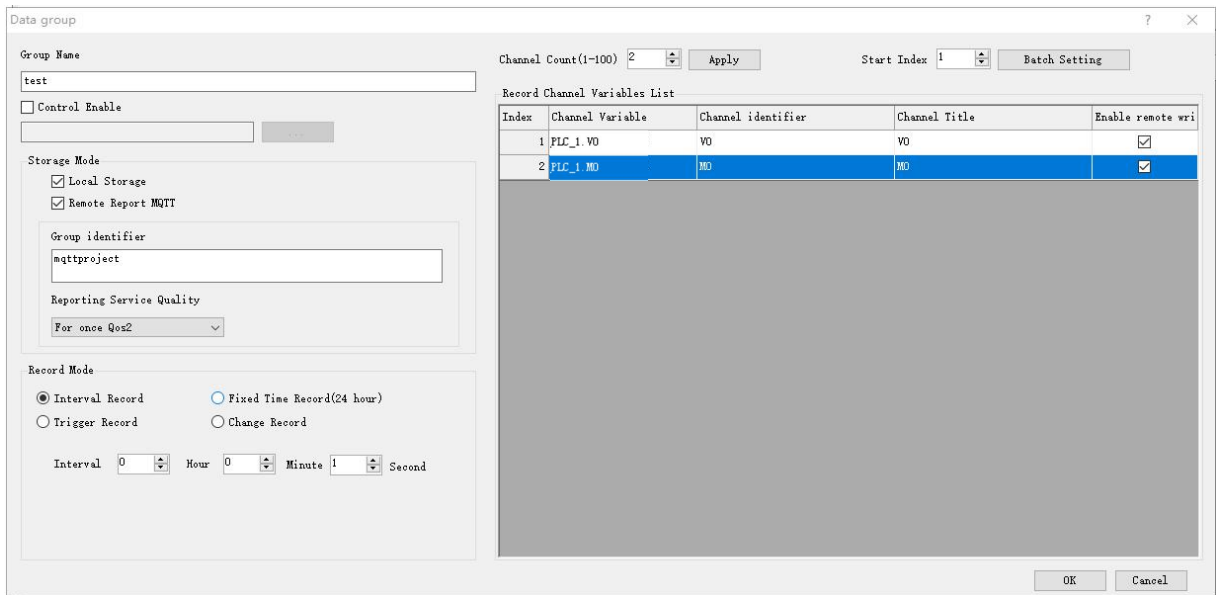 Data group
Group Name
test
Control Enable
...
Storage Mode
Local Storage
Remote Report MQTT
Group identifier
mqttproject
Reporting Service Quality
For once Qos2
Record Mode
Interval Record
Fixed Time Record(24 hour)
Trigger Record
Change Record
Interval 0 Hour 0 Minute 1 Second
Channel Count(1-100) 2 Apply Start Index 1 Batch Setting
Record Channel Variables List
Index Channel Variable Channel identifier Channel Title Enable remote wri
1 PLC_1.V0 V0 V0
2 PLC_1.M0 M0 M0
OK Cancel